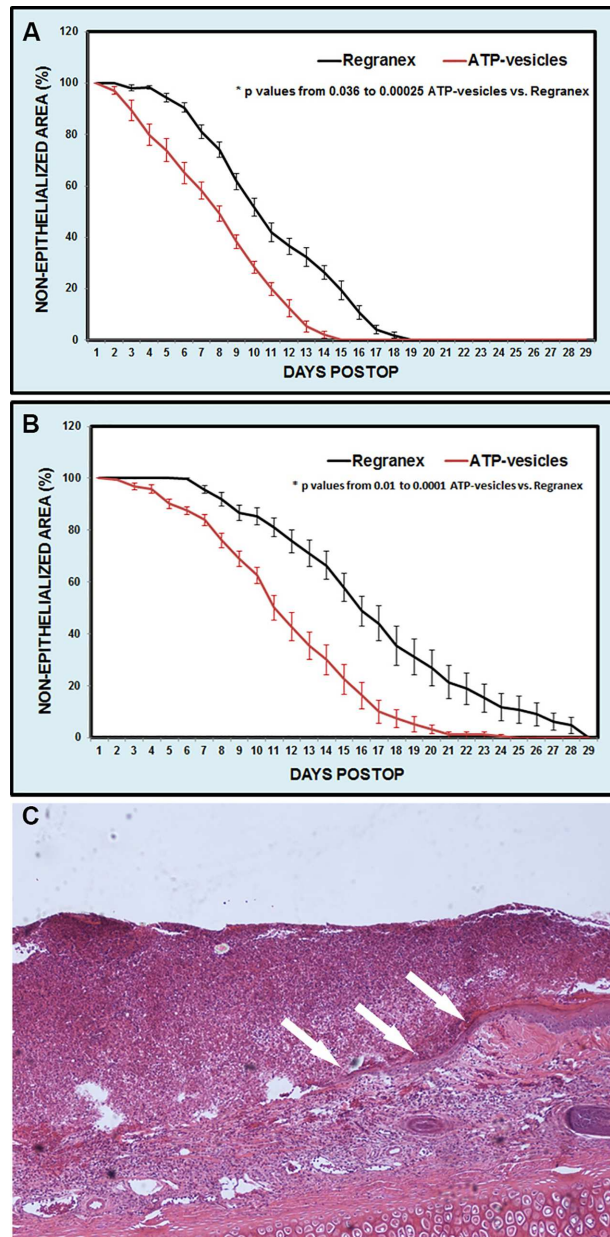 A
120
100
80
60
40
20
0
NON-EPITHELIALIZED AREA (%)
Regranex ATP-vesicles
* p values from 0.036 to 0.00025 ATP-vesicles vs. Regranex
1 2 3 4 5 6 7 8 9 10 11 12 13 14 15 16 17 18 19 20 21 22 23 24 25 26 27 28 29
DAYS POSTOP
B
120
100
80
60
40
20
0
NON-EPITHELIALIZED AREA (%)
Regranex ATP-vesicles
* p values from 0.01 to 0.0001 ATP-vesicles vs. Regranex
1 2 3 4 5 6 7 8 9 10 11 12 13 14 15 16 17 18 19 20 21 22 23 24 25 26 27 28 29
DAYS POSTOP
C